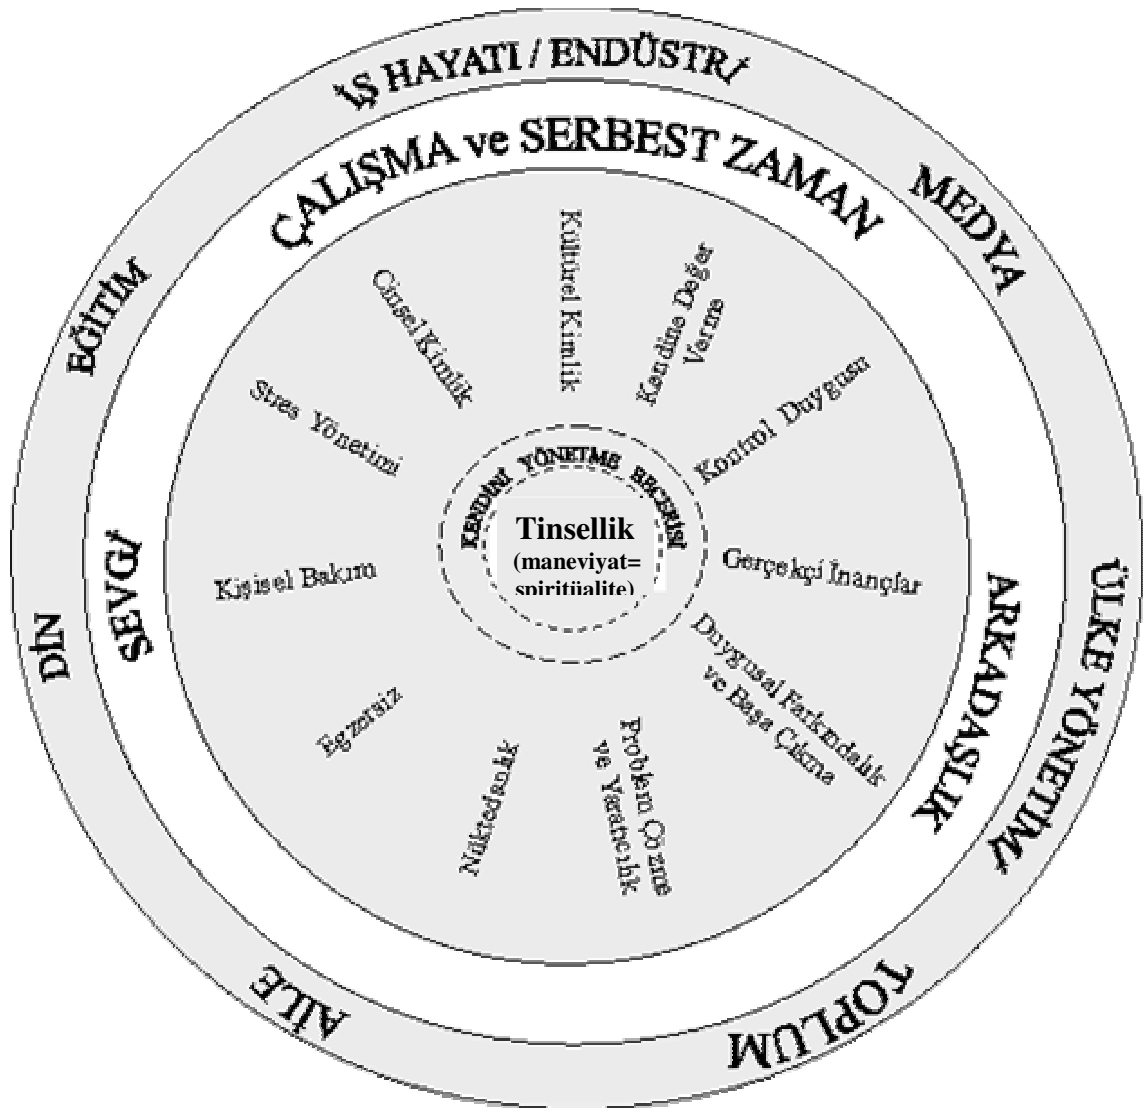 İŞ HAYATI / ENDÜSTRİ
MEDYA
ÜLKE YÖNETİMİ
TOPLUM
AİLE
DİN
EĞİTİM
ÇALIŞMA ve SERBEST ZAMAN
ARKADAŞLIK
SEVGİ
Kültürel Kimlik
Kendine Değer
Verme
Kontrol Duygusu
Gerçekçi İnançlar
Duygusal Farkındalık
ve Başa Çıkma
Problem Çözme
ve Yaratıcılık
Nüktedanlık
Egzersiz
Kişisel Bakım
Stres Yönetimi
Cinsel Kimlik
KENDİNİ YÖNETME BECERİSİ
Tinsellik
(maneviyat=
spiritüalite)